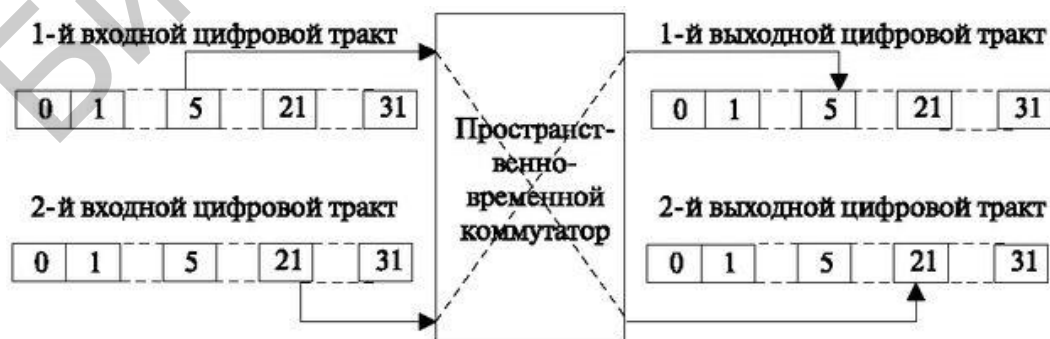 1-й входной цифровой тракт
0 1 5 21 31
2-й входной цифровой тракт
0 1 5 21 31
Пространст-
венно-
временной
коммутатор
1-й выходной цифровой тракт
0 1 5 21 31
2-й выходной цифровой тракт
0 1 5 21 31